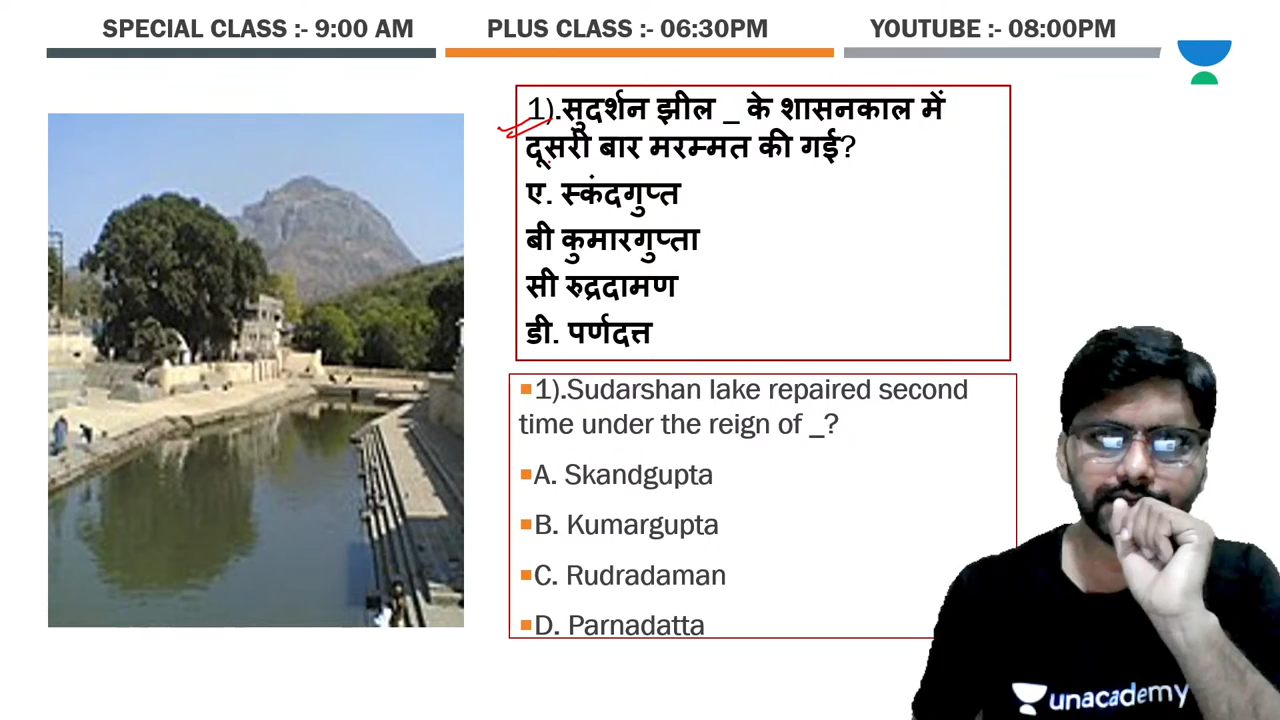 SPECIAL CLASS :- 9:00 AM
PLUS CLASS :- 06:30PM
YOUTUBE :- 08:00PM
1).सुदर्शन झील _ के शासनकाल में
दूसरी बार मरम्मत की गई?
ए. स्कंदगुप्त
बी कुमारगुप्ता
सी रुद्रदामण
डी. पर्णदत्त
1).Sudarshan lake repaired second
time under the reign of _?
A. Skandgupta
B. Kumargupta
C. Rudradaman
D. Parnadatta
unacademy